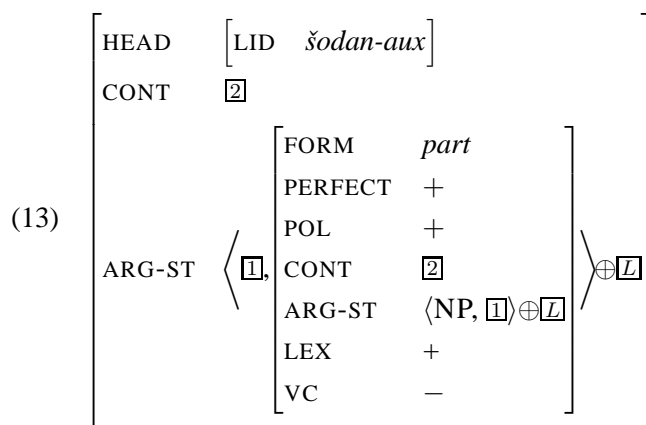 HEAD [LID šodan-aux]
CONT 2
FORM part
PERFECT +
POL +
(13) ARG-ST ⟨1, CONT 2 ⟩⊕L
ARG-ST ⟨NP, 1⟩⊕L
LEX +
VC −